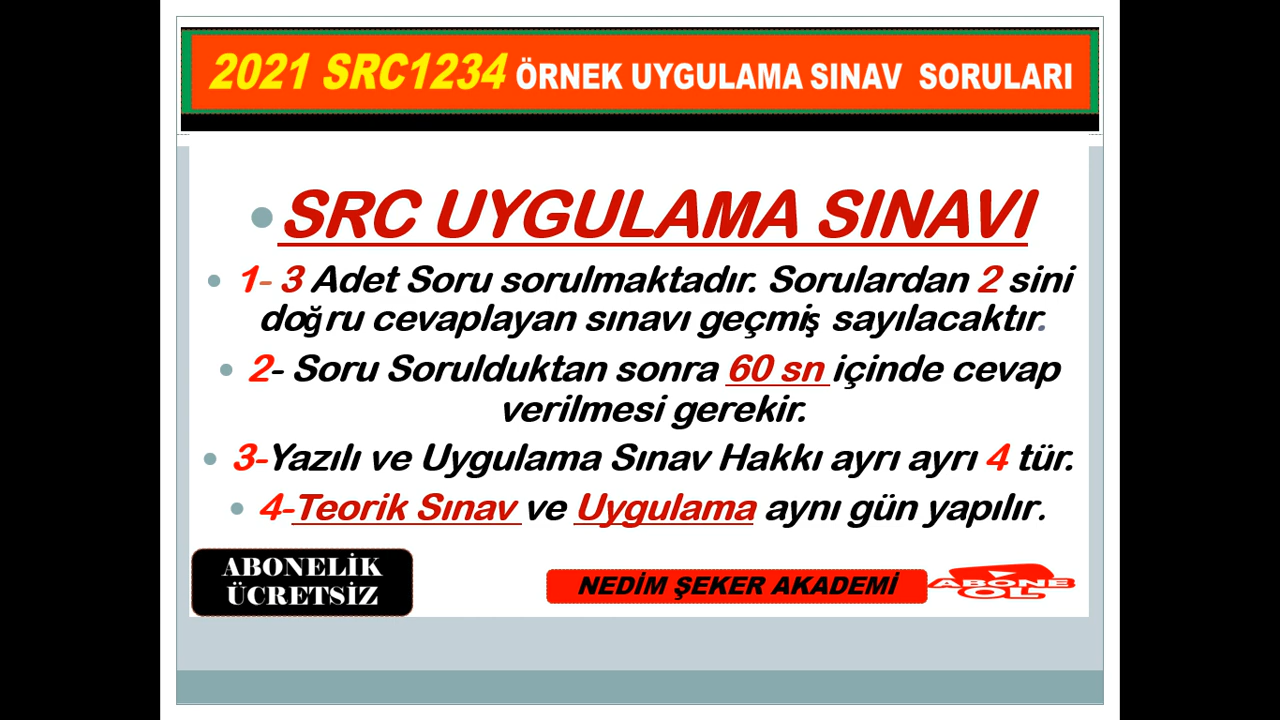 2021 SRC1234 ÖRNEK UYGULAMA SINAV SORULARI
SRC UYGULAMA SINAVI
1- 3 Adet Soru sorulmaktadır. Sorulardan 2 sini
doğru cevaplayan sınavı geçmiş sayılacaktır.
2- Soru Sorulduktan sonra 60 sn içinde cevap
verilmesi gerekir.
3-Yazılı ve Uygulama Sınav Hakkı ayrı ayrı 4 tür.
4-Teorik Sınav ve Uygulama aynı gün yapılır.
ABONELİK
ÜCRETSİZ
NEDİM ŞEKER AKADEMİ
ABONE
OL